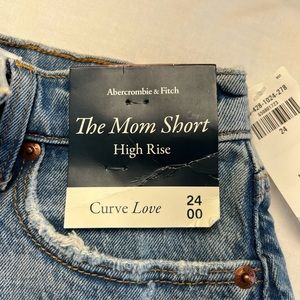 Abercrombie & Fitch
The Mom Short
High Rise
Curve Love
24
00
24